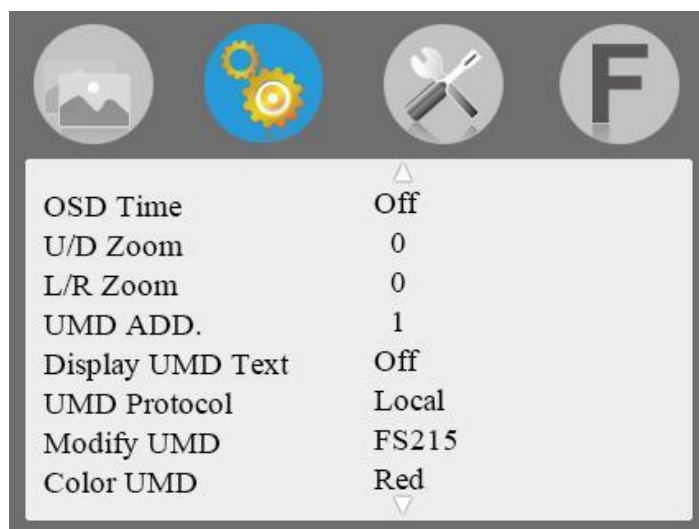 F
OSD Time Off
U/D Zoom 0
L/R Zoom 0
UMD ADD. 1
Display UMD Text Off
UMD Protocol Local
Modify UMD FS215
Color UMD Red